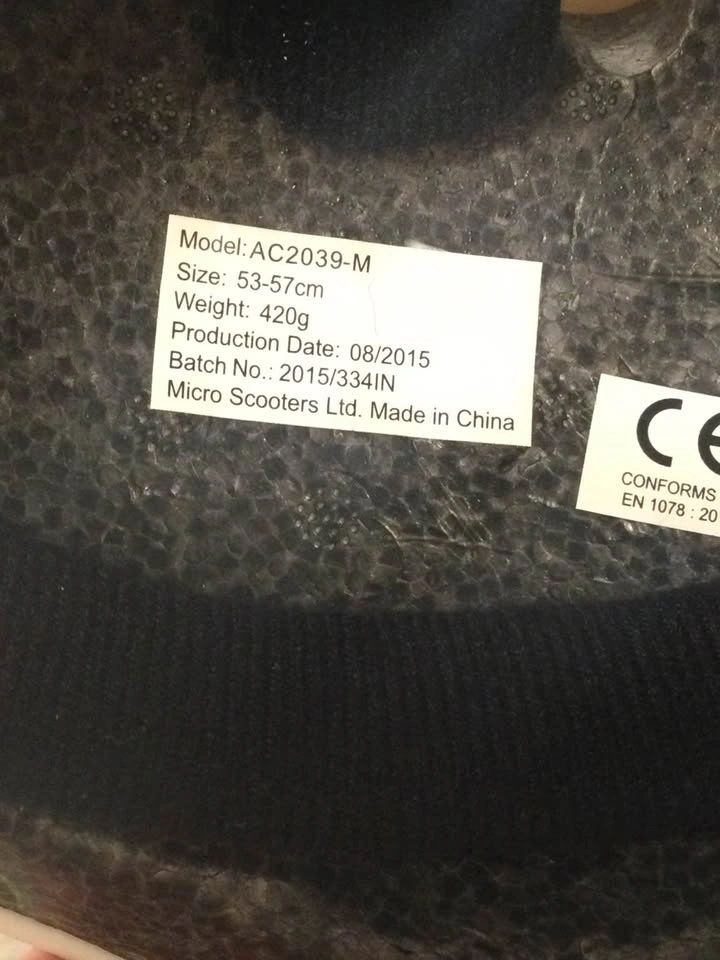 Model:AC2039-M
Size: 53-57cm
Weight: 420g
Production Date: 08/2015
Batch No.: 2015/334IN
Micro Scooters Ltd. Made in China
CE
CONFORMS
EN 1078 : 20